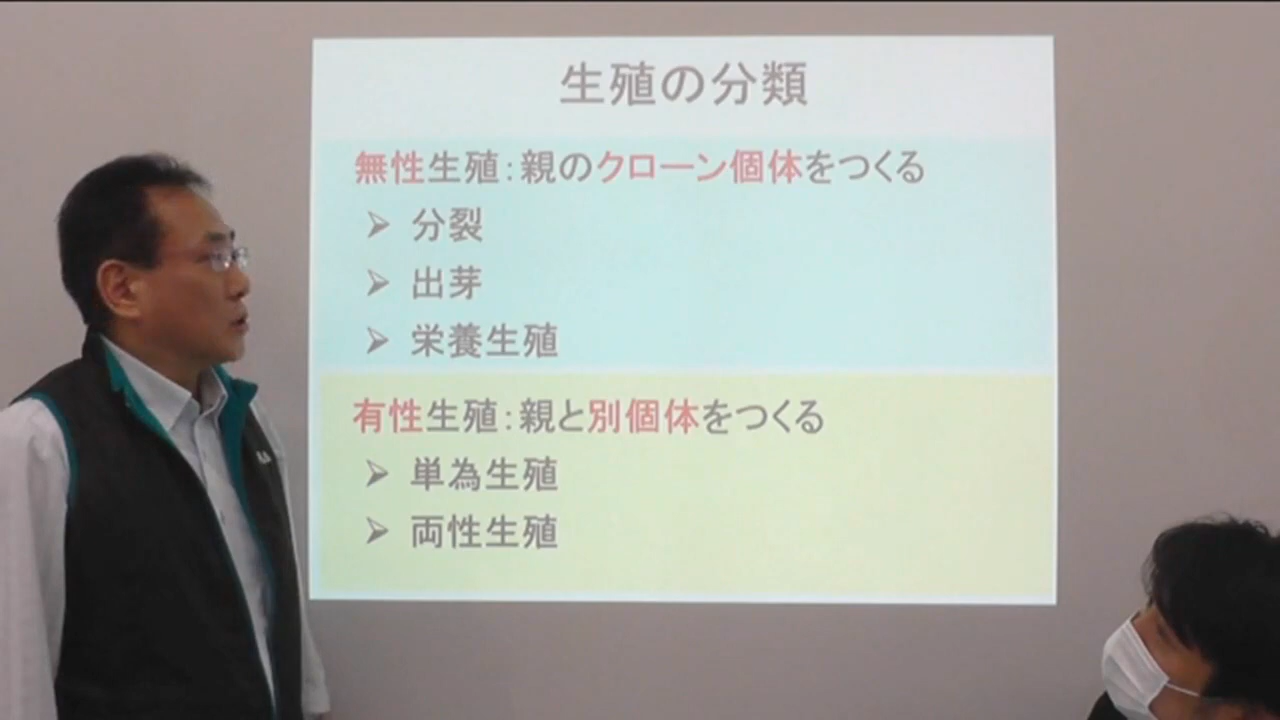 生殖の分類
無性生殖：親のクローン個体をつくる
➢ 分裂
➢ 出芽
➢ 栄養生殖
有性生殖：親と別個体をつくる
➢ 単為生殖
➢ 両性生殖